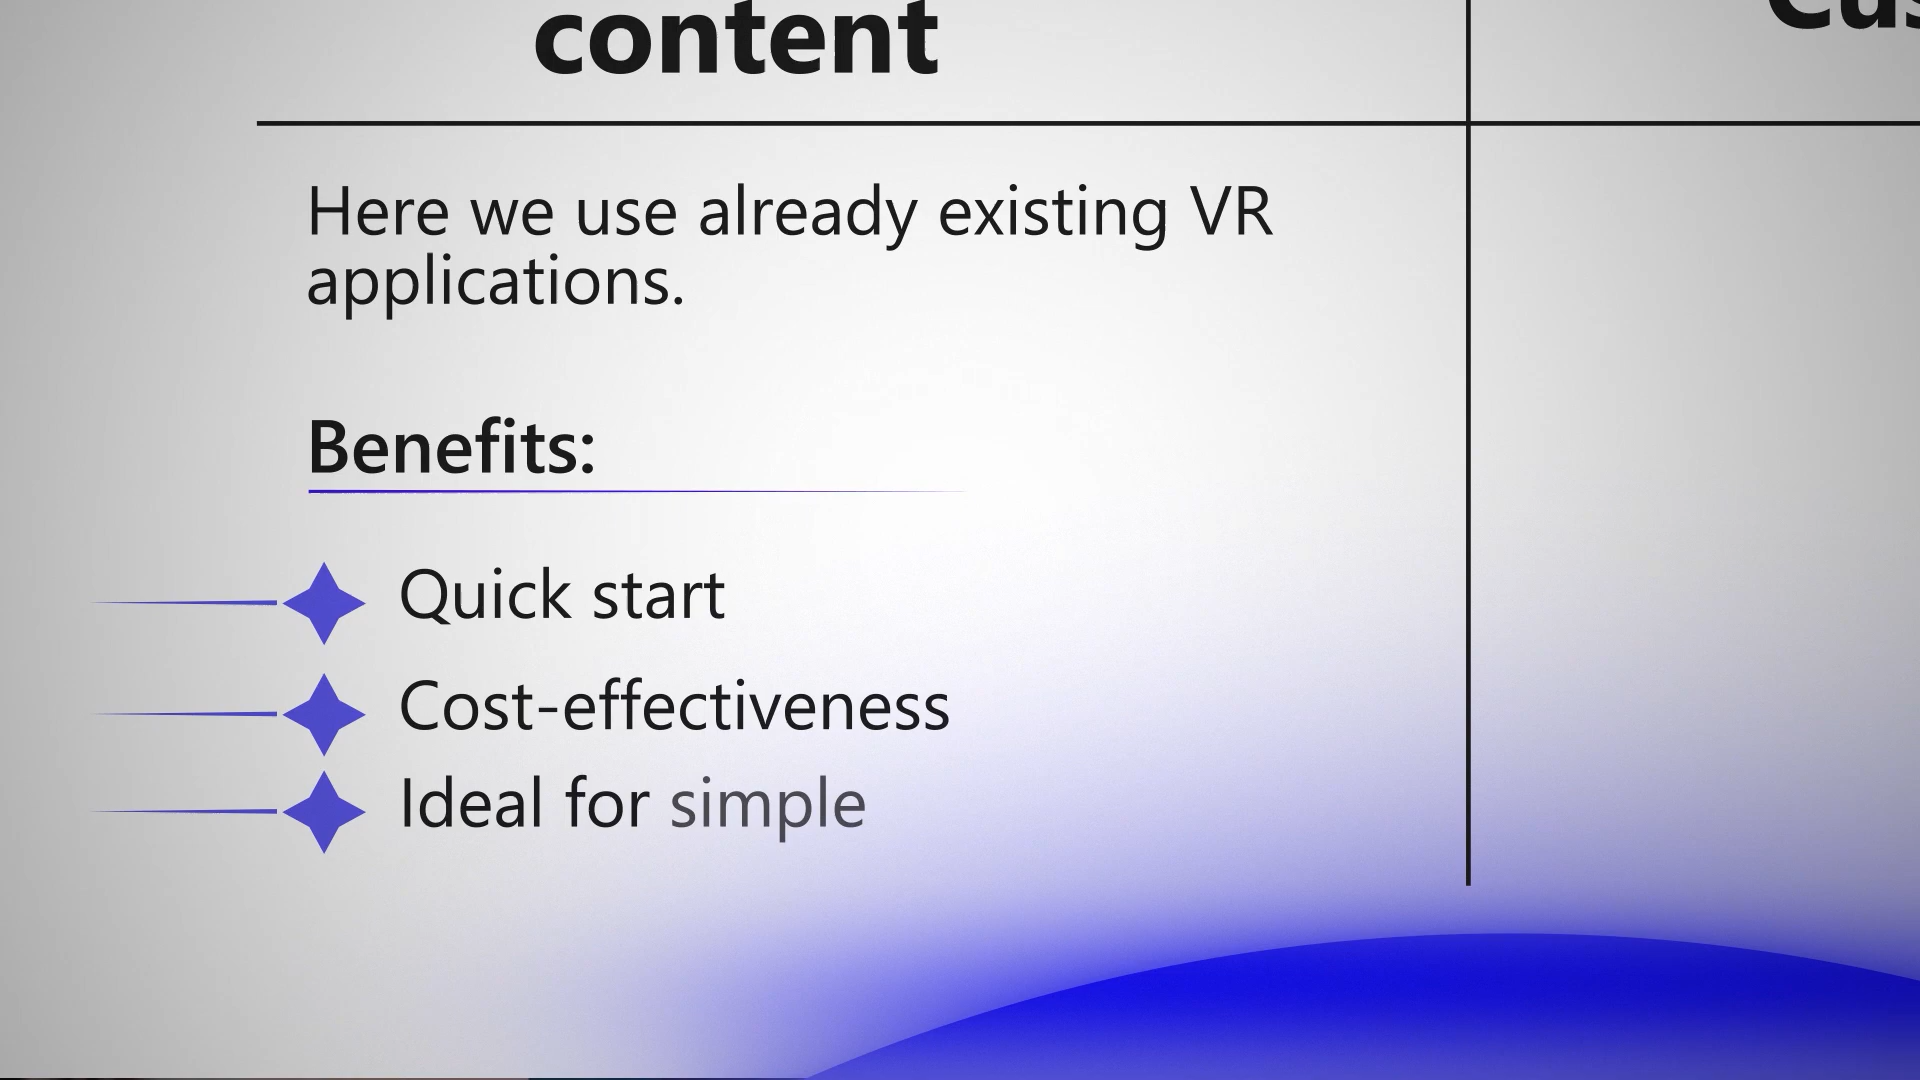 content
Here we use already existing VR
applications.
Benefits:
Quick start
Cost-effectiveness
Ideal for simple